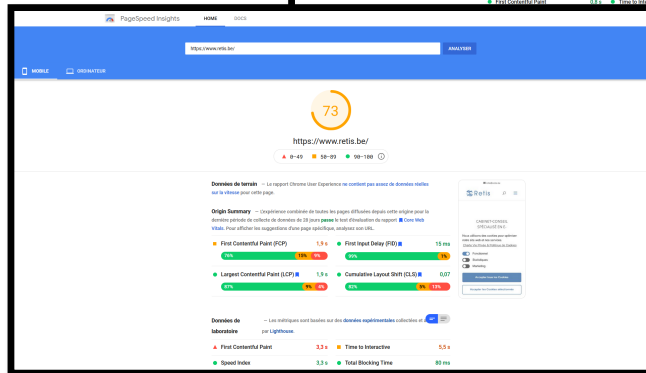 First Contentful Paint 0,8 s Time to Inte
PageSpeed Insights HOME DOCS
https://www.retis.be/ ANALYSER
MOBILE ORDINATEUR
73
https://www.retis.be/
0-49 50-89 90-100
Données de terrain — Le rapport Chrome User Experience ne contient pas assez de données réelles
sur la vitesse pour cette page.
Origin Summary — L'expérience combinée de toutes les pages diffusées depuis cette origine pour la
dernière période de collecte de données de 28 jours passe le test d'évaluation du rapport Core Web
Vitals. Pour afficher les suggestions d'une page spécifique, analysez son URL.
First Contentful Paint (FCP) 1,9 s First Input Delay (FID) 15 ms
76% 15% 9% 99% 1%
Largest Contentful Paint (LCP) 1,9 s Cumulative Layout Shift (CLS) 0,07
87% 9% 4% 82% 5% 13%
Retis
CABINET-CONSEIL
SPÉCIALISÉ EN E-
Fonctionnel
Statistiques
Marketing
Données de — Les métriques sont basées sur des données expérimentales collectées et
laboratoire par Lighthouse.
First Contentful Paint 3,3 s Time to Interactive 5,5 s
Speed Index 3,3 s Total Blocking Time 80 ms